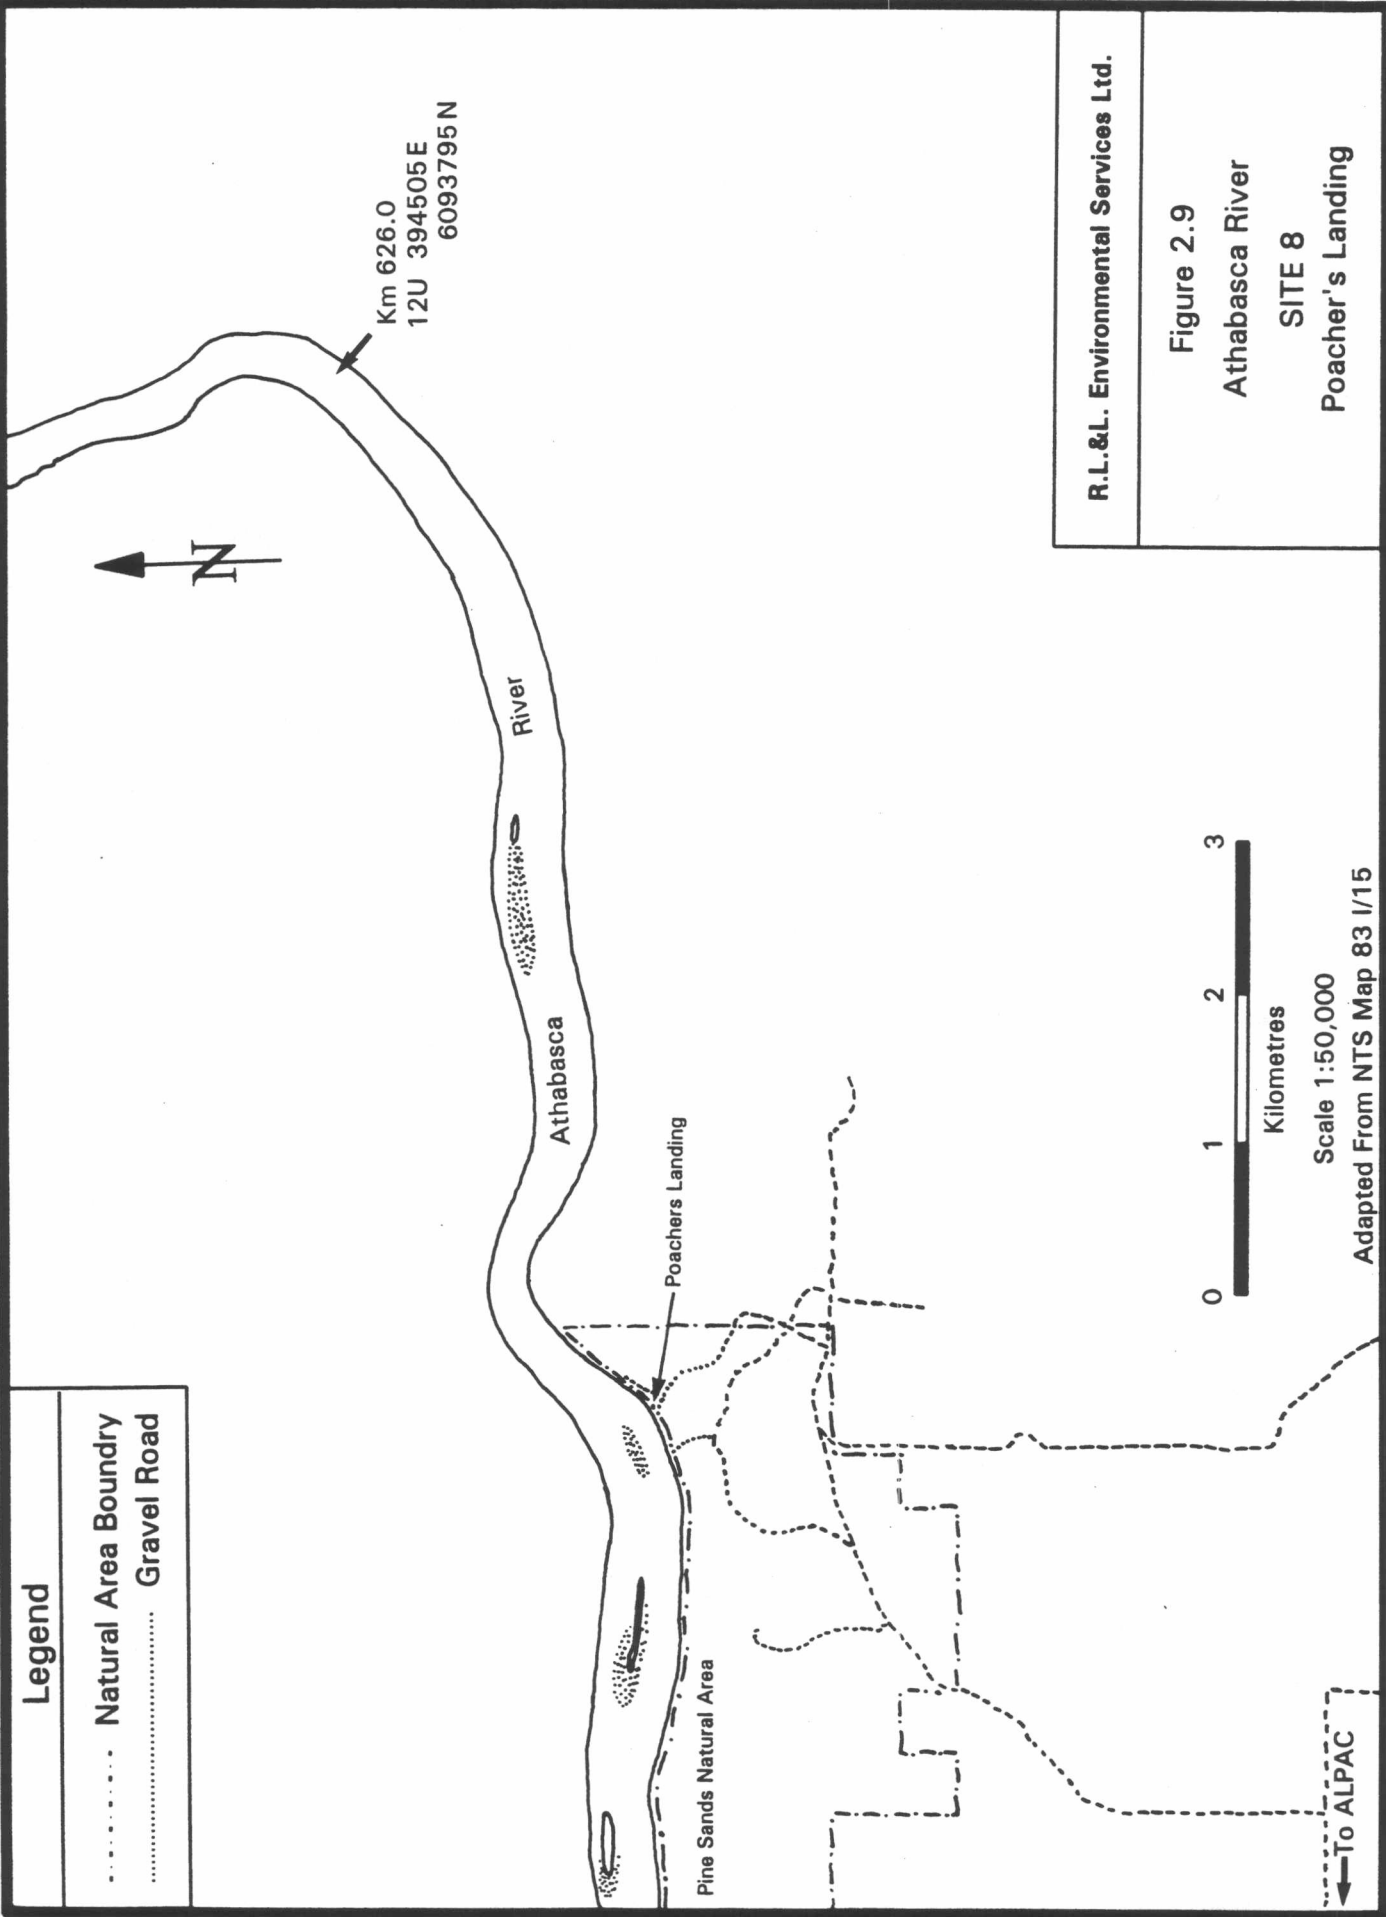 Legend
Natural Area Boundry
Gravel Road
N
Km 626.0
12U 394505E
6093795N
Athabasca River
Poachers Landing
Pine Sands Natural Area
To ALPAC
0 1 2 3
Kilometres
Scale 1:50,000
Adapted From NTS Map 83 I/15
R.L.&L. Environmental Services Ltd.
Figure 2.9
Athabasca River
SITE 8
Poacher's Landing